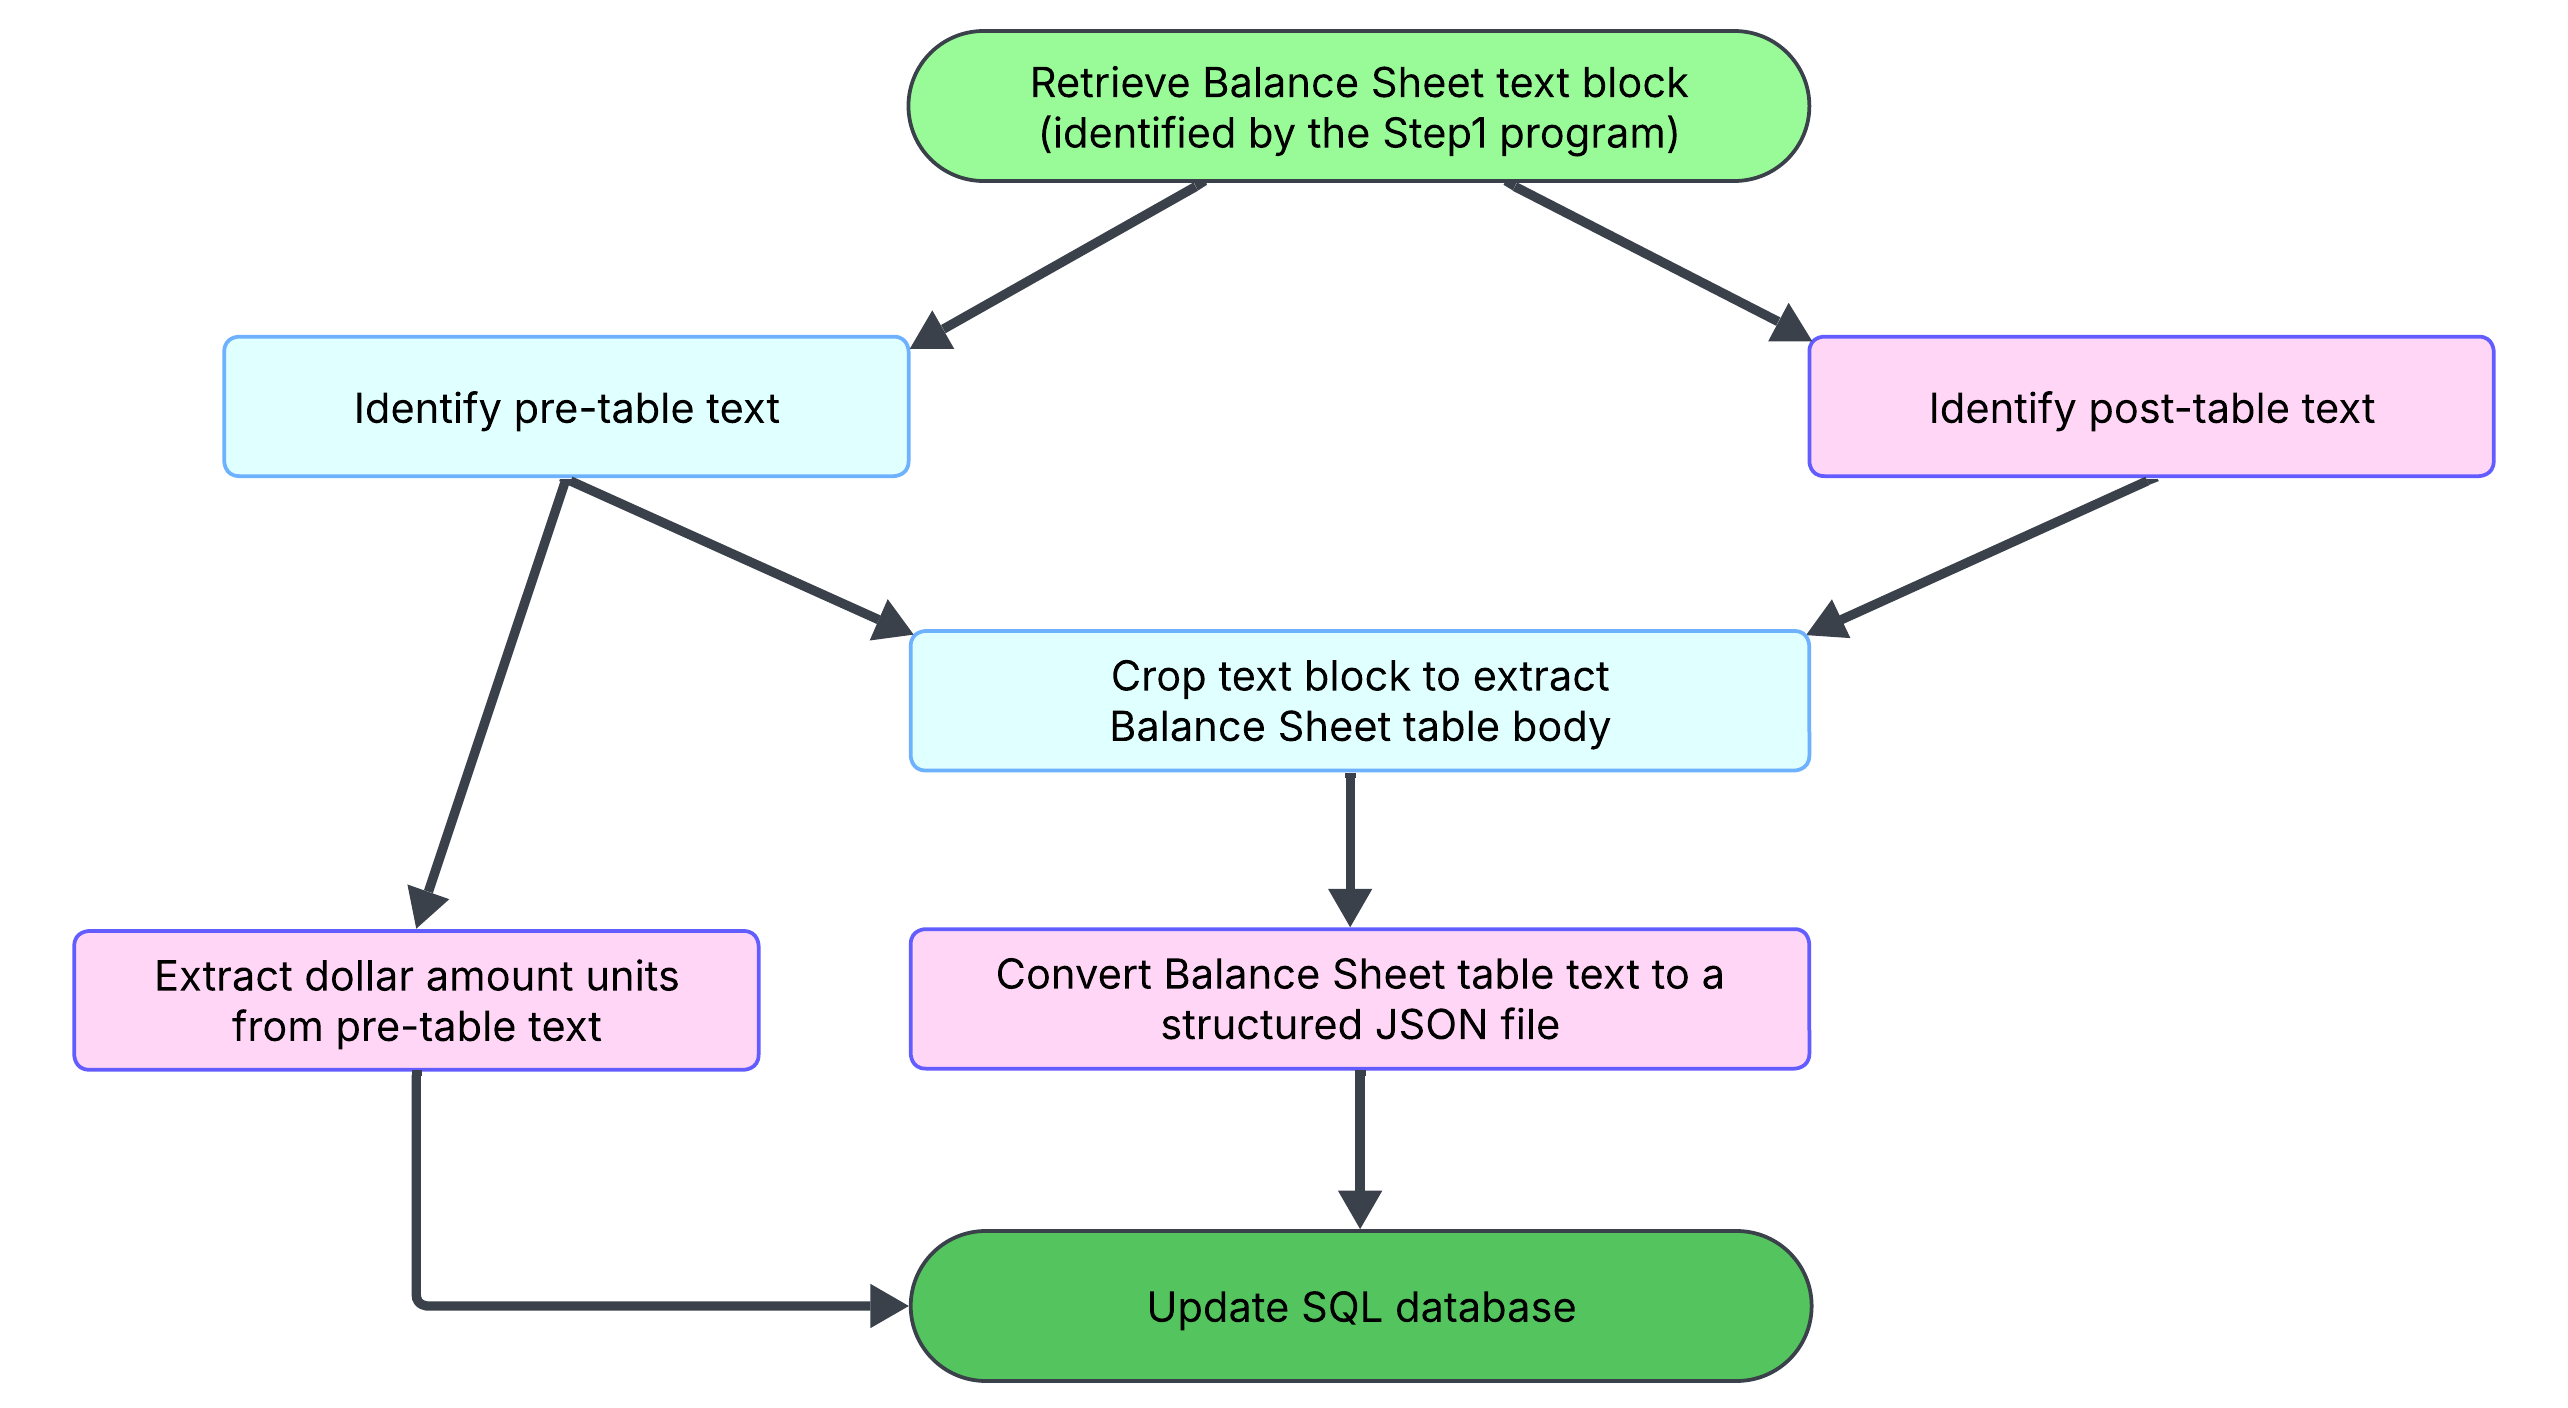 Retrieve Balance Sheet text block
(identified by the Step1 program)
Identify pre-table text
Identify post-table text
Crop text block to extract
Balance Sheet table body
Extract dollar amount units
from pre-table text
Convert Balance Sheet table text to a
structured JSON file
Update SQL database